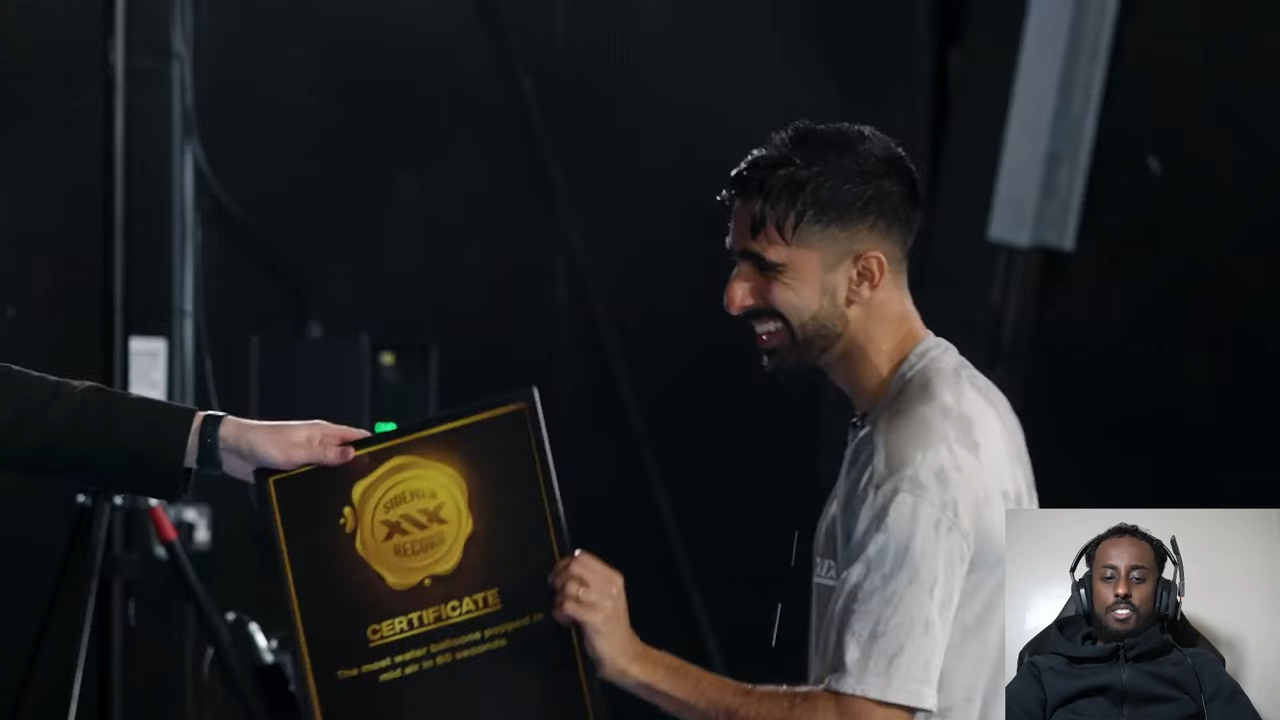 SIDEMEN
XIX
RECORD
CERTIFICATE
The most water balloons popped in
mid air in 60 seconds